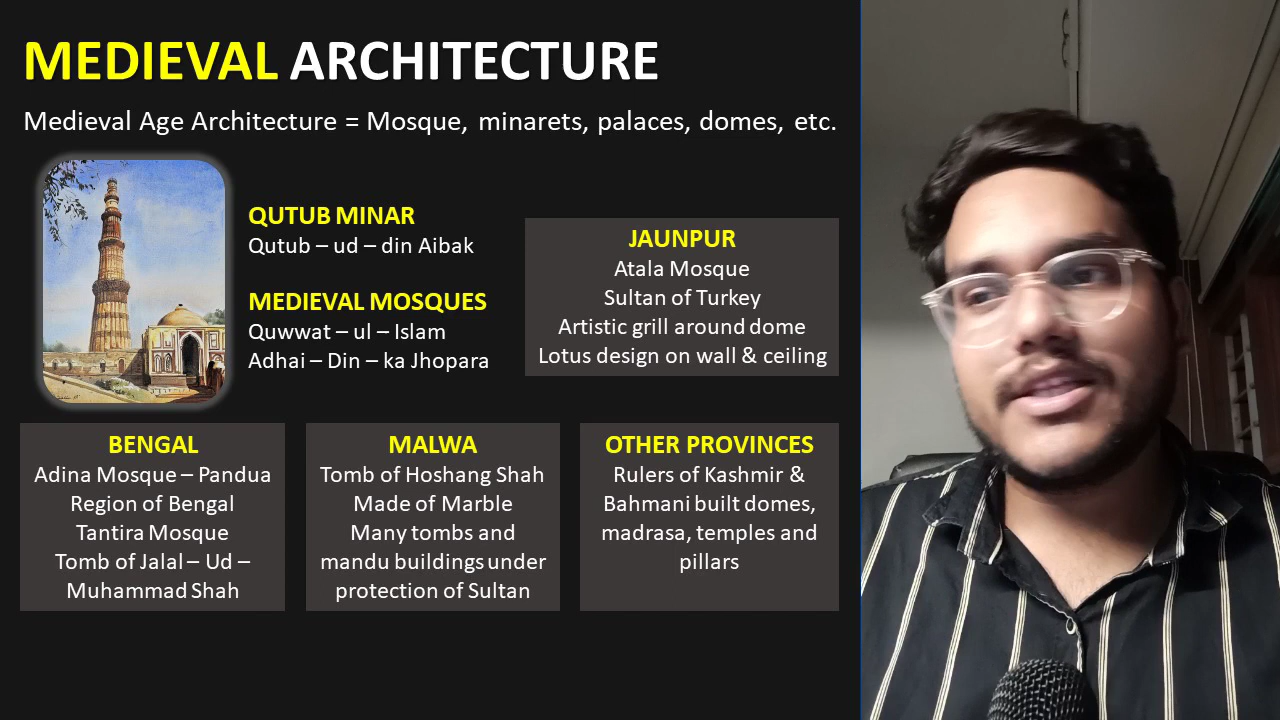 MEDIEVAL ARCHITECTURE
Medieval Age Architecture = Mosque, minarets, palaces, domes, etc.
QUTUB MINAR
Qutub – ud – din Aibak
MEDIEVAL MOSQUES
Quwwat – ul – Islam
Adhai – Din – ka Jhopara
JAUNPUR
Atala Mosque
Sultan of Turkey
Artistic grill around dome
Lotus design on wall & ceiling
BENGAL
Adina Mosque – Pandua
Region of Bengal
Tantira Mosque
Tomb of Jalal – Ud –
Muhammad Shah
MALWA
Tomb of Hoshang Shah
Made of Marble
Many tombs and
mandu buildings under
protection of Sultan
OTHER PROVINCES
Rulers of Kashmir &
Bahmani built domes,
madrasa, temples and
pillars